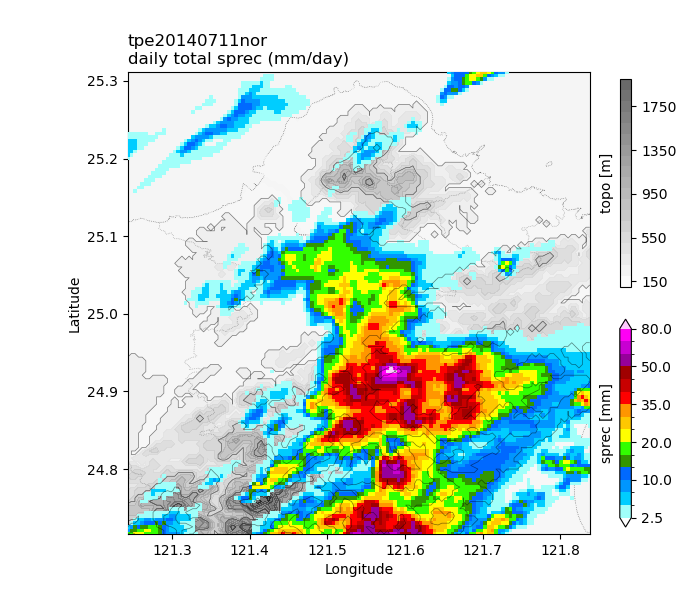 tpe20140711nor
daily total sprec (mm/day)
25.3
25.2
25.1
25.0
24.9
24.8
Latitude
121.3 121.4 121.5 121.6 121.7 121.8
Longitude
1750
1350
950
550
150
topo [m]
80.0
50.0
35.0
20.0
10.0
2.5
sprec [mm]